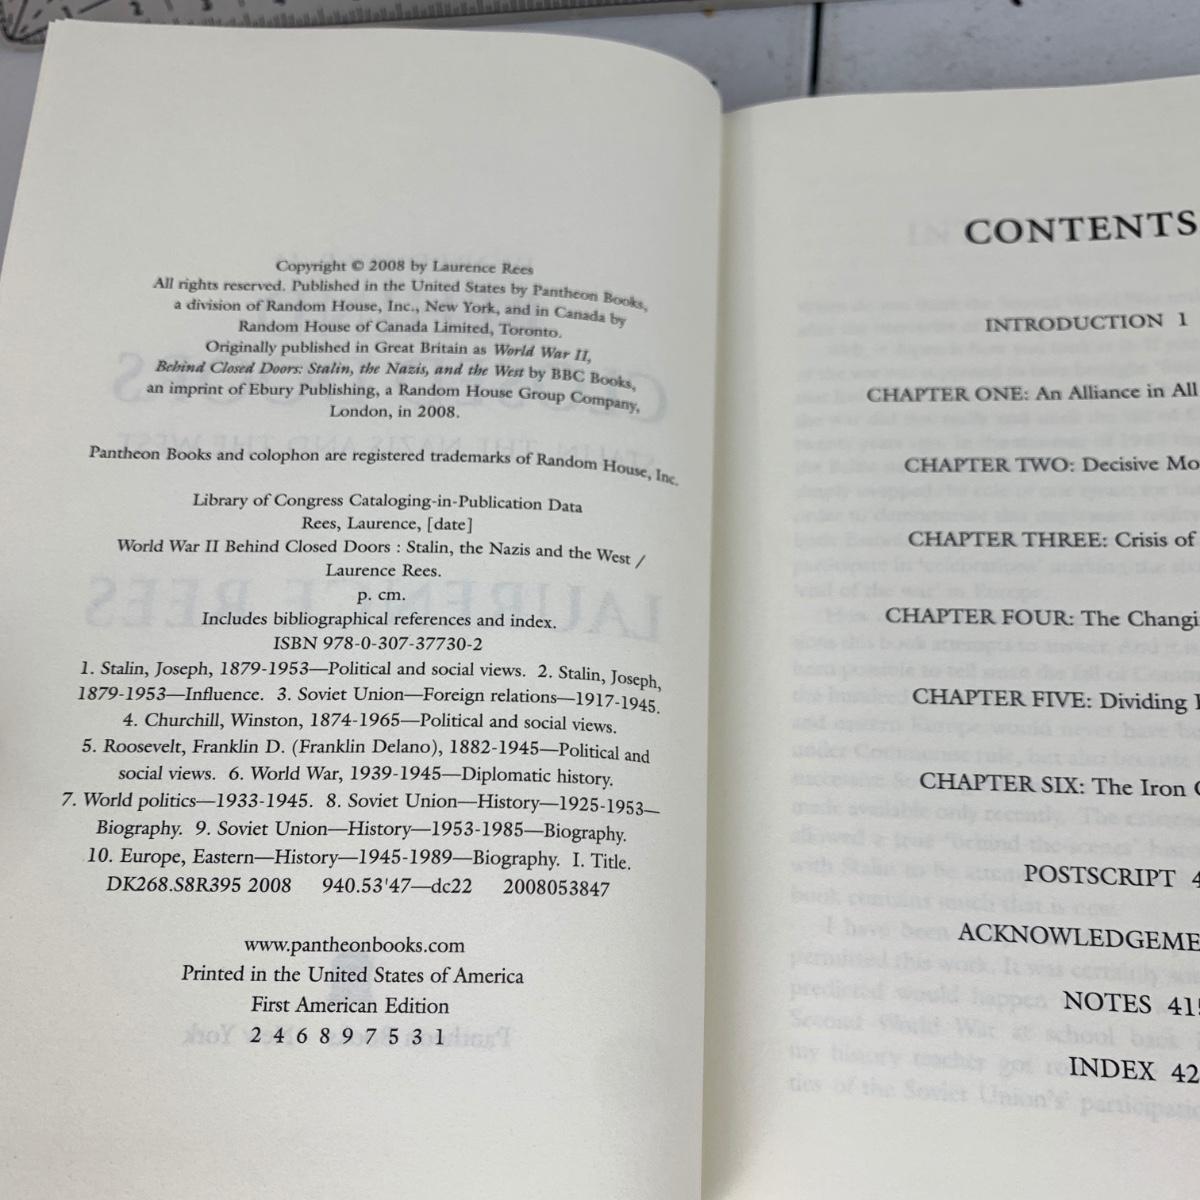 Copyright © 2008 by Laurence Rees
All rights reserved. Published in the United States by Pantheon Books,
a division of Random House, Inc., New York, and in Canada by
Random House of Canada Limited, Toronto.
Originally published in Great Britain as World War II,
Behind Closed Doors: Stalin, the Nazis, and the West by BBC Books,
an imprint of Ebury Publishing, a Random House Group Company,
London, in 2008.
Pantheon Books and colophon are registered trademarks of Random House, Inc.
Library of Congress Cataloging-in-Publication Data
Rees, Laurence, [date]
World War II Behind Closed Doors : Stalin, the Nazis and the West /
Laurence Rees.
p. cm.
Includes bibliographical references and index.
ISBN 978-0-307-37730-2
1. Stalin, Joseph, 1879-1953—Political and social views. 2. Stalin, Joseph,
1879-1953—Influence. 3. Soviet Union—Foreign relations—1917-1945.
4. Churchill, Winston, 1874-1965—Political and social views.
5. Roosevelt, Franklin D. (Franklin Delano), 1882-1945—Political and
social views. 6. World War, 1939-1945—Diplomatic history.
7. World politics—1933-1945. 8. Soviet Union—History—1925-1953—
Biography. 9. Soviet Union—History—1953-1985—Biography.
10. Europe, Eastern—History—1945-1989—Biography. I. Title.
DK268.S8R395 2008 940.53'47—dc22 2008053847
www.pantheonbooks.com
Printed in the United States of America
First American Edition
2 4 6 8 9 7 5 3 1
CONTENTS
INTRODUCTION 1
CHAPTER ONE: An Alliance in All
CHAPTER TWO: Decisive Mo
CHAPTER THREE: Crisis of
CHAPTER FOUR: The Changi
CHAPTER FIVE: Dividing
CHAPTER SIX: The Iron
POSTSCRIPT 4
ACKNOWLEDGEME
NOTES 41
INDEX 42